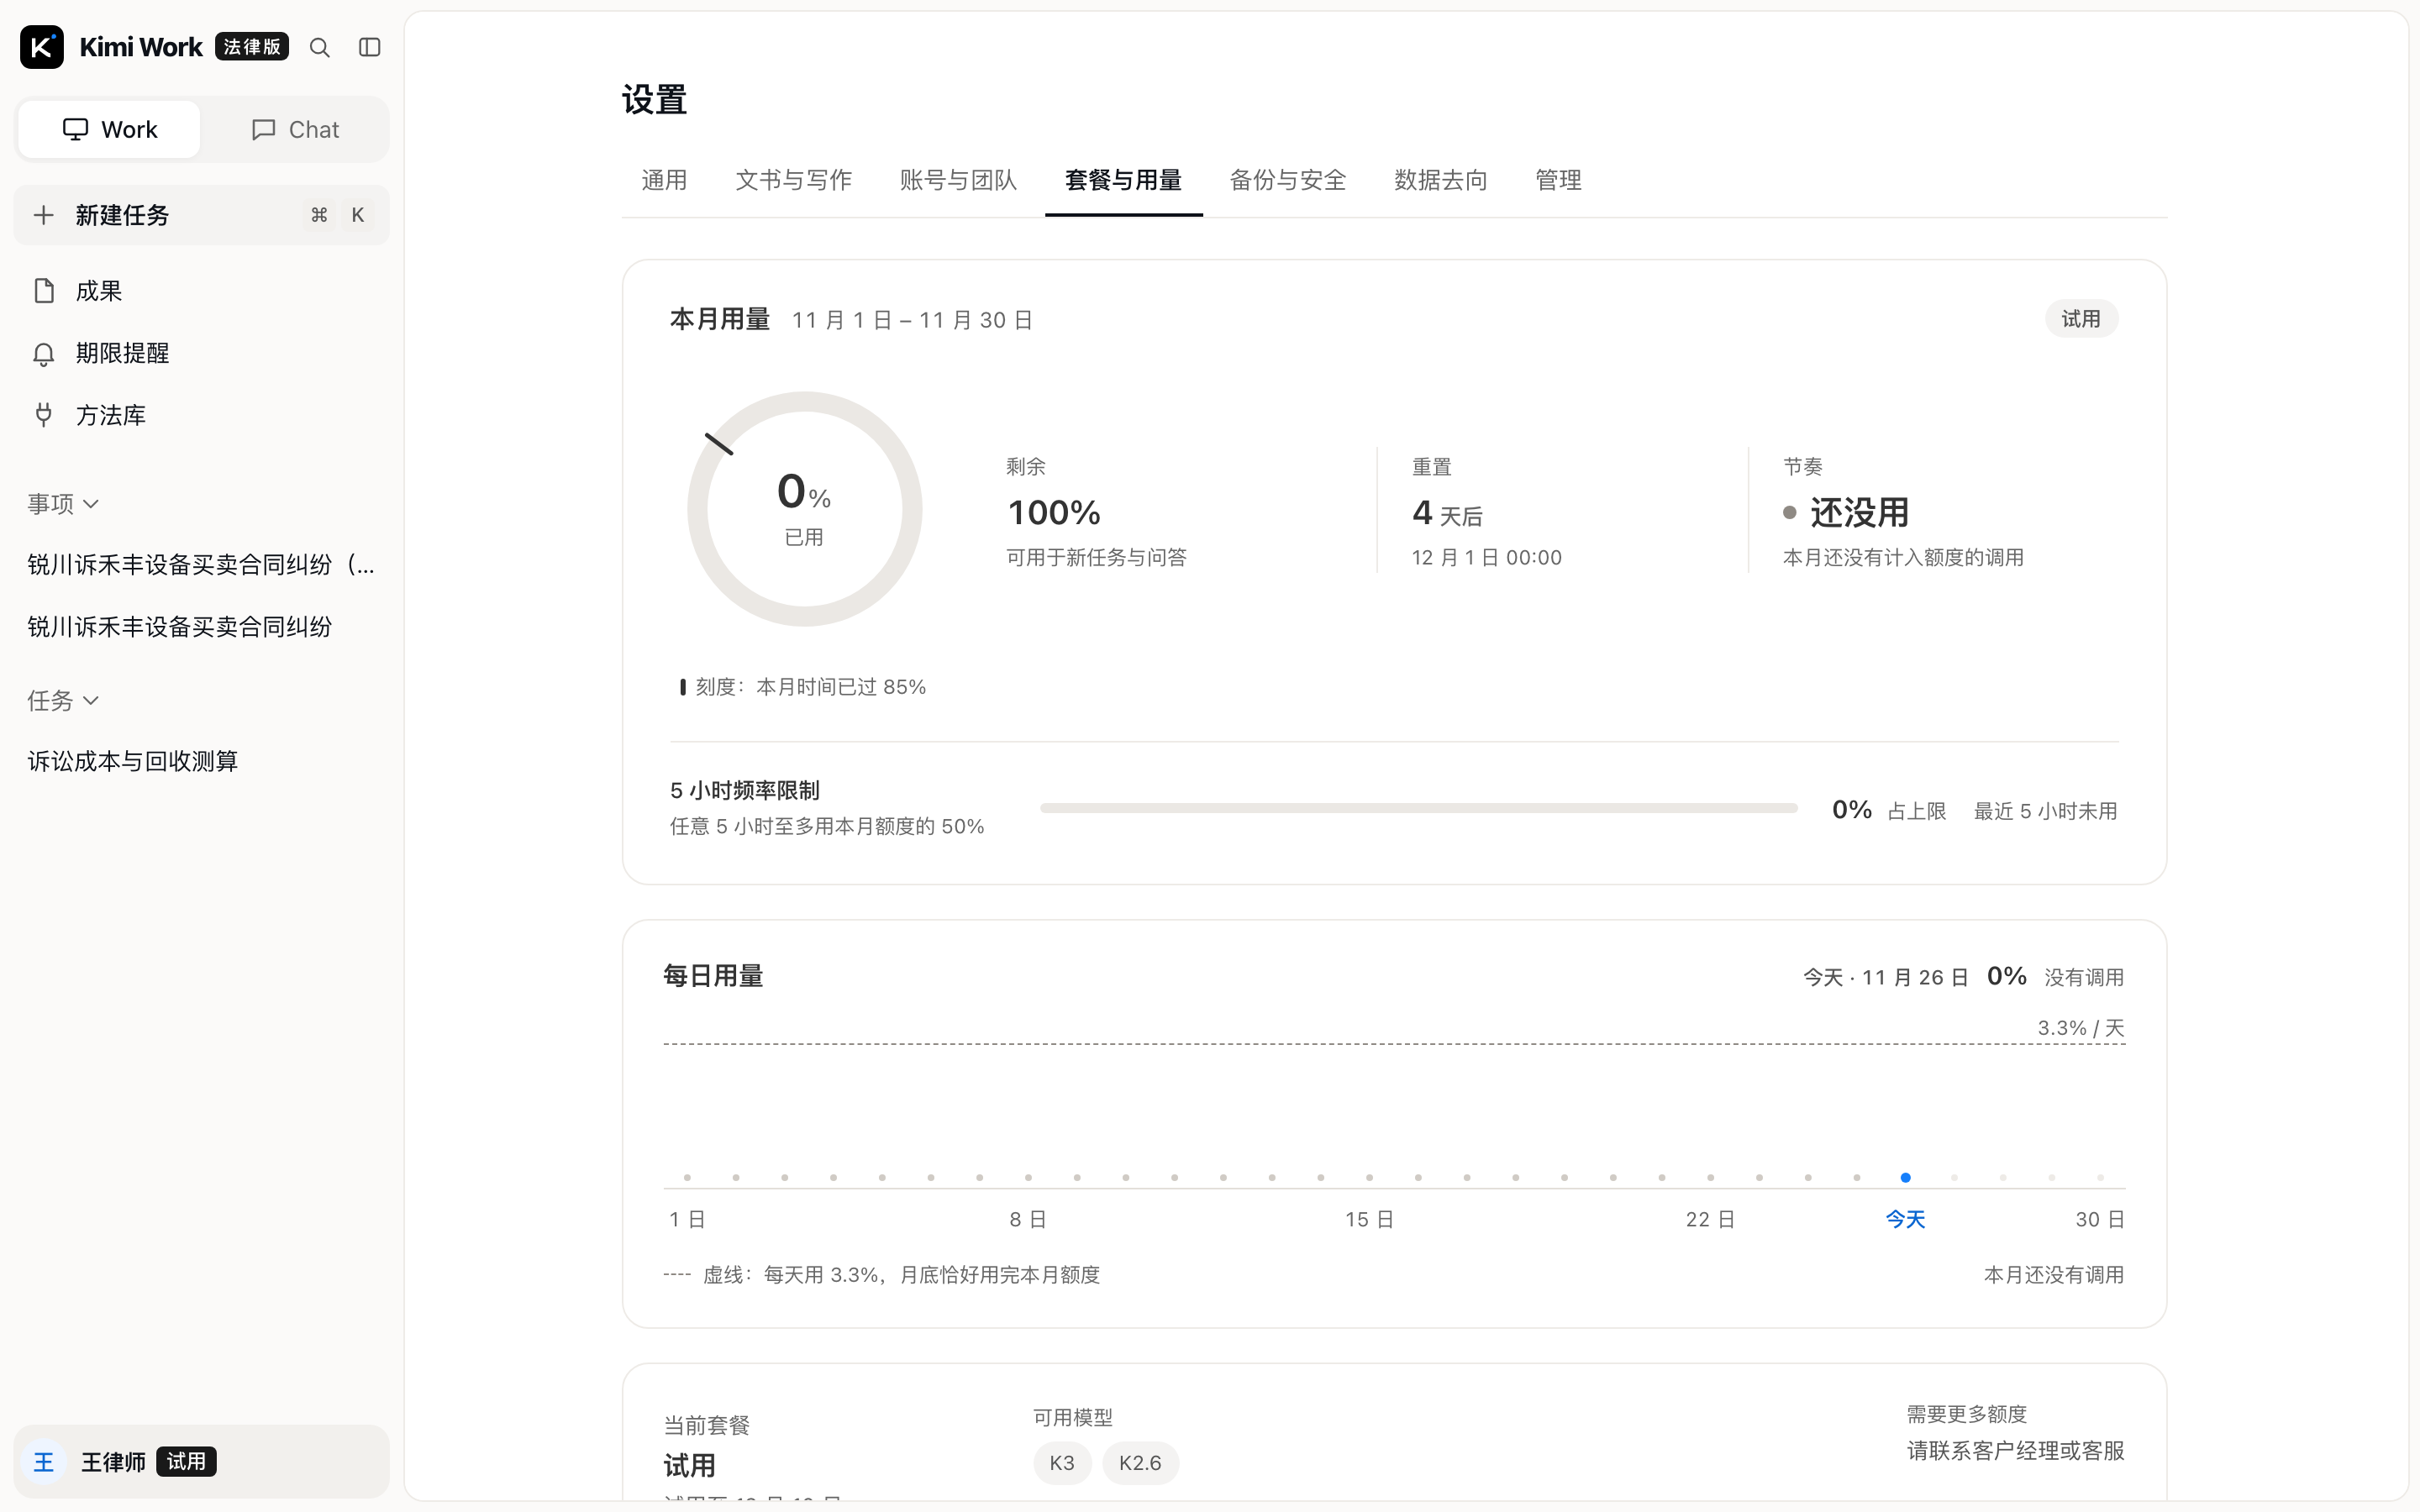 Kimi Work 法律版
Work
Chat
新建任务 ⌘ K
成果
期限提醒
方法库
事项
锐川诉禾丰设备买卖合同纠纷（...
锐川诉禾丰设备买卖合同纠纷
任务
诉讼成本与回收测算
王 王律师 试用
设置
通用 文书与写作 账号与团队 套餐与用量 备份与安全 数据去向 管理
本月用量 11 月 1 日 – 11 月 30 日 试用
0%
已用
剩余
100%
可用于新任务与问答
重置
4 天后
12 月 1 日 00:00
节奏
还没用
本月还没有计入额度的调用
刻度：本月时间已过 85%
5 小时频率限制
任意 5 小时至多用本月额度的 50%
0% 占上限 最近 5 小时未用
每日用量 今天 · 11 月 26 日 0% 没有调用
3.3% / 天
1 日 8 日 15 日 22 日 今天 30 日
虚线：每天用 3.3%，月底恰好用完本月额度 本月还没有调用
当前套餐
试用
可用模型
K3 K2.6
需要更多额度
请联系客户经理或客服